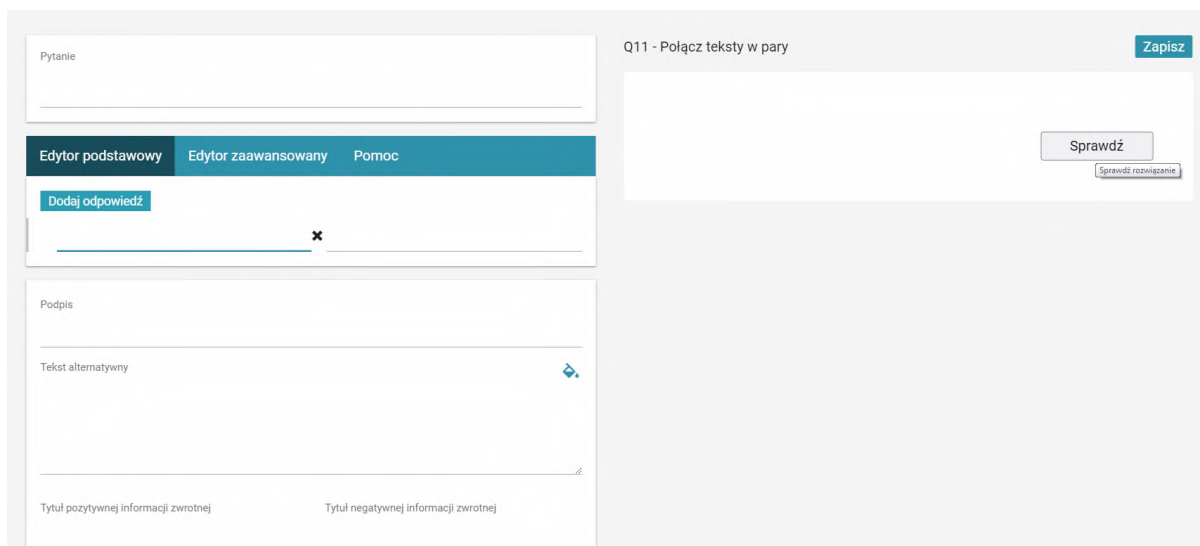 Pytanie
Edytor podstawowy Edytor zaawansowany Pomoc
Dodaj odpowiedź
Podpis
Tekst alternatywny
Tytuł pozytywnej informacji zwrotnej Tytuł negatywnej informacji zwrotnej
Q11 - Połącz teksty w pary Zapisz
Sprawdź
Sprawdź rozwiązanie